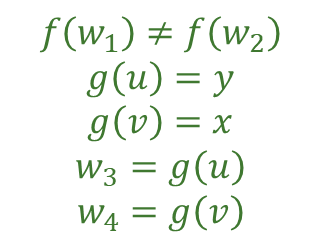 f(w₁) ≠ f(w₂)
g(u) = y
g(v) = x
w₃ = g(u)
w₄ = g(v)